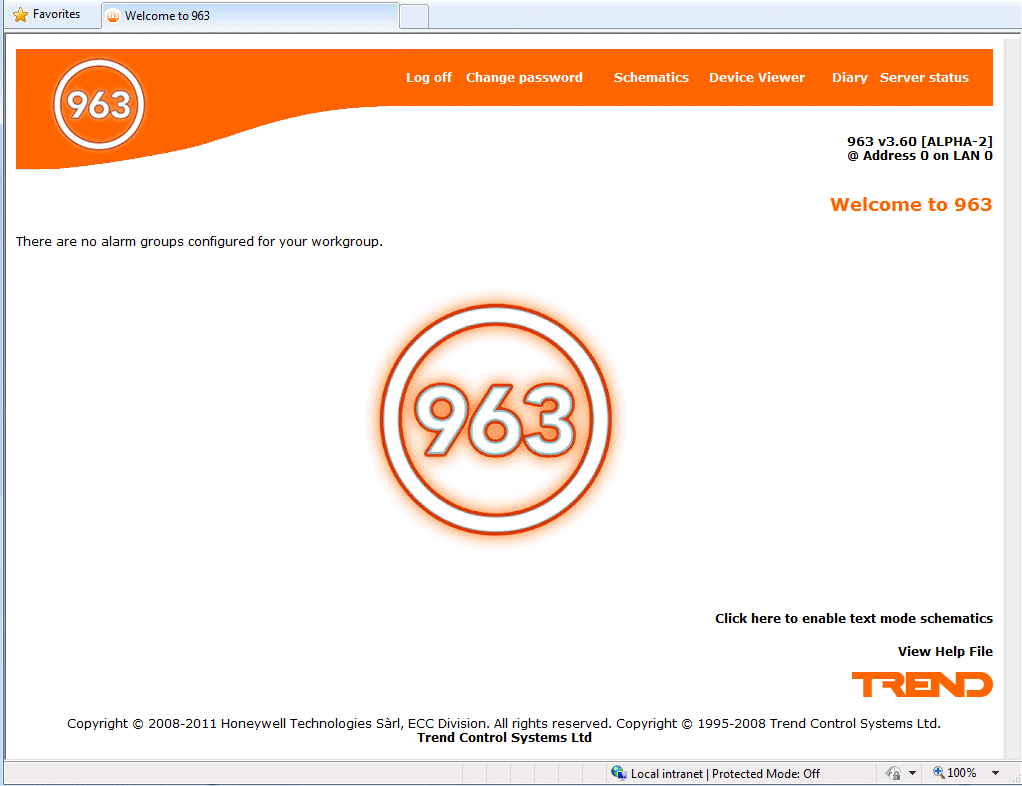 Favorites
Welcome to 963
963
Log off Change password Schematics Device Viewer Diary Server status
963 v3.60 [ALPHA-2]
@ Address 0 on LAN 0
Welcome to 963
There are no alarm groups configured for your workgroup.
963
Click here to enable text mode schematics
View Help File
TREND
Copyright © 2008-2011 Honeywell Technologies Sàrl, ECC Division. All rights reserved. Copyright © 1995-2008 Trend Control Systems Ltd.
Trend Control Systems Ltd
Local intranet | Protected Mode: Off
100%